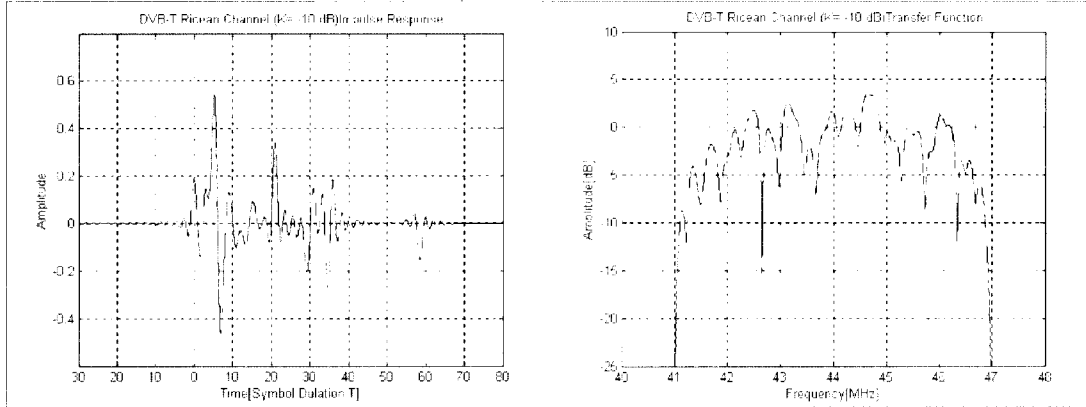 DVB-T Ricean Channel (K= -10 dB)Impulse Response
0.6
0.4
0.2
0
-0.2
-0.4
Amplitude
30 20 10 0 10 20 30 40 50 60 70 80
Time[Symbol Dulation T]
DVB-T Ricean Channel (K= -10 dB)Transfer Function
10
5
0
5
-10
-15
-20
-25
Amplitude[dB]
40 41 42 43 44 45 46 47 48
Frequency[MHz]